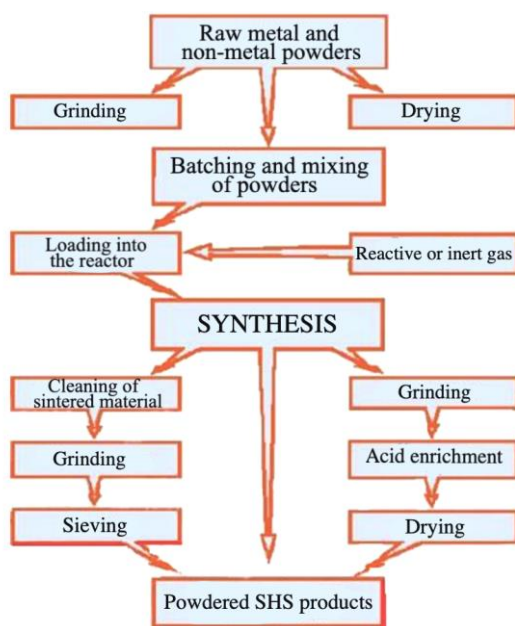 Raw metal and
non-metal powders
Grinding
Drying
Batching and mixing
of powders
Loading into
the reactor
Reactive or inert gas
SYNTHESIS
Cleaning of
sintered material
Grinding
Grinding
Acid enrichment
Sieving
Drying
Powdered SHS products